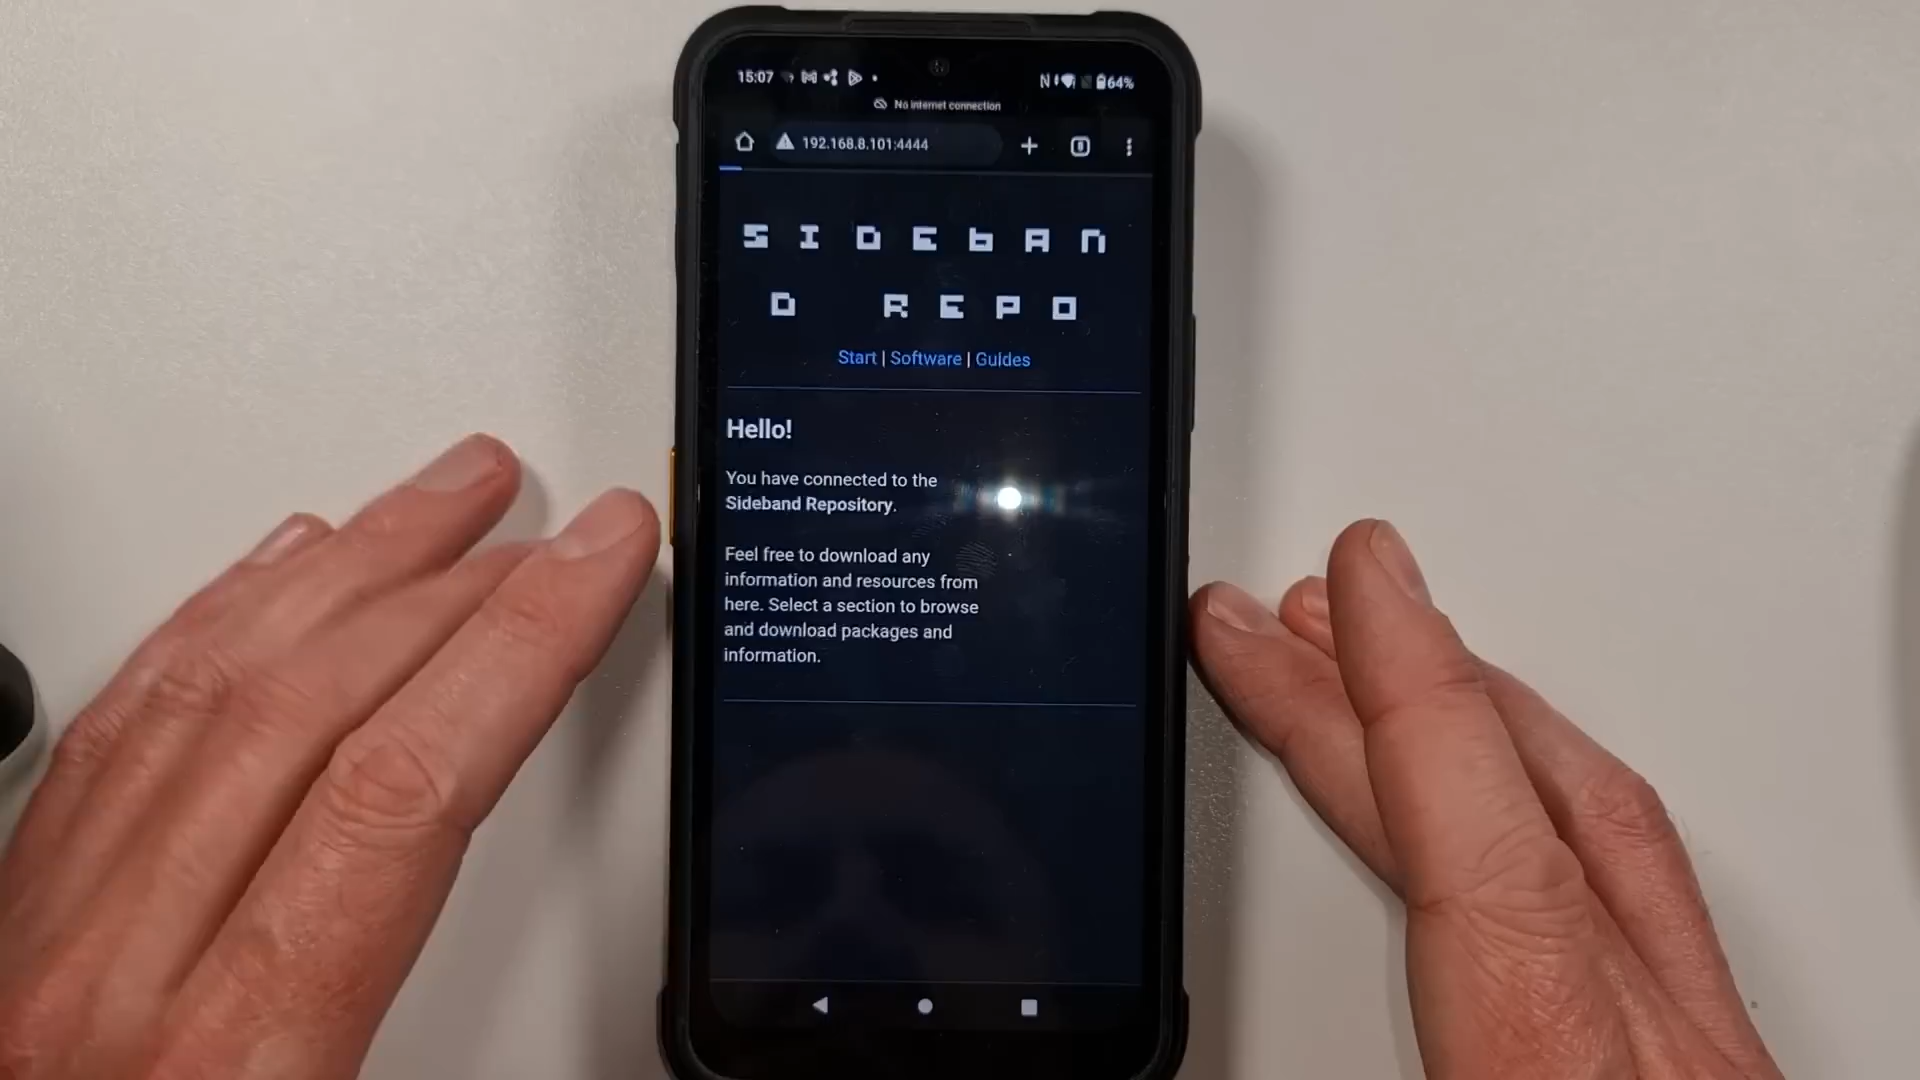 15:07
64%
No internet connection
192.168.8.101:4444
SIDEbAN
D REPO
Start | Software | Guides
Hello!
You have connected to the
Sideband Repository.
Feel free to download any
information and resources from
here. Select a section to browse
and download packages and
information.